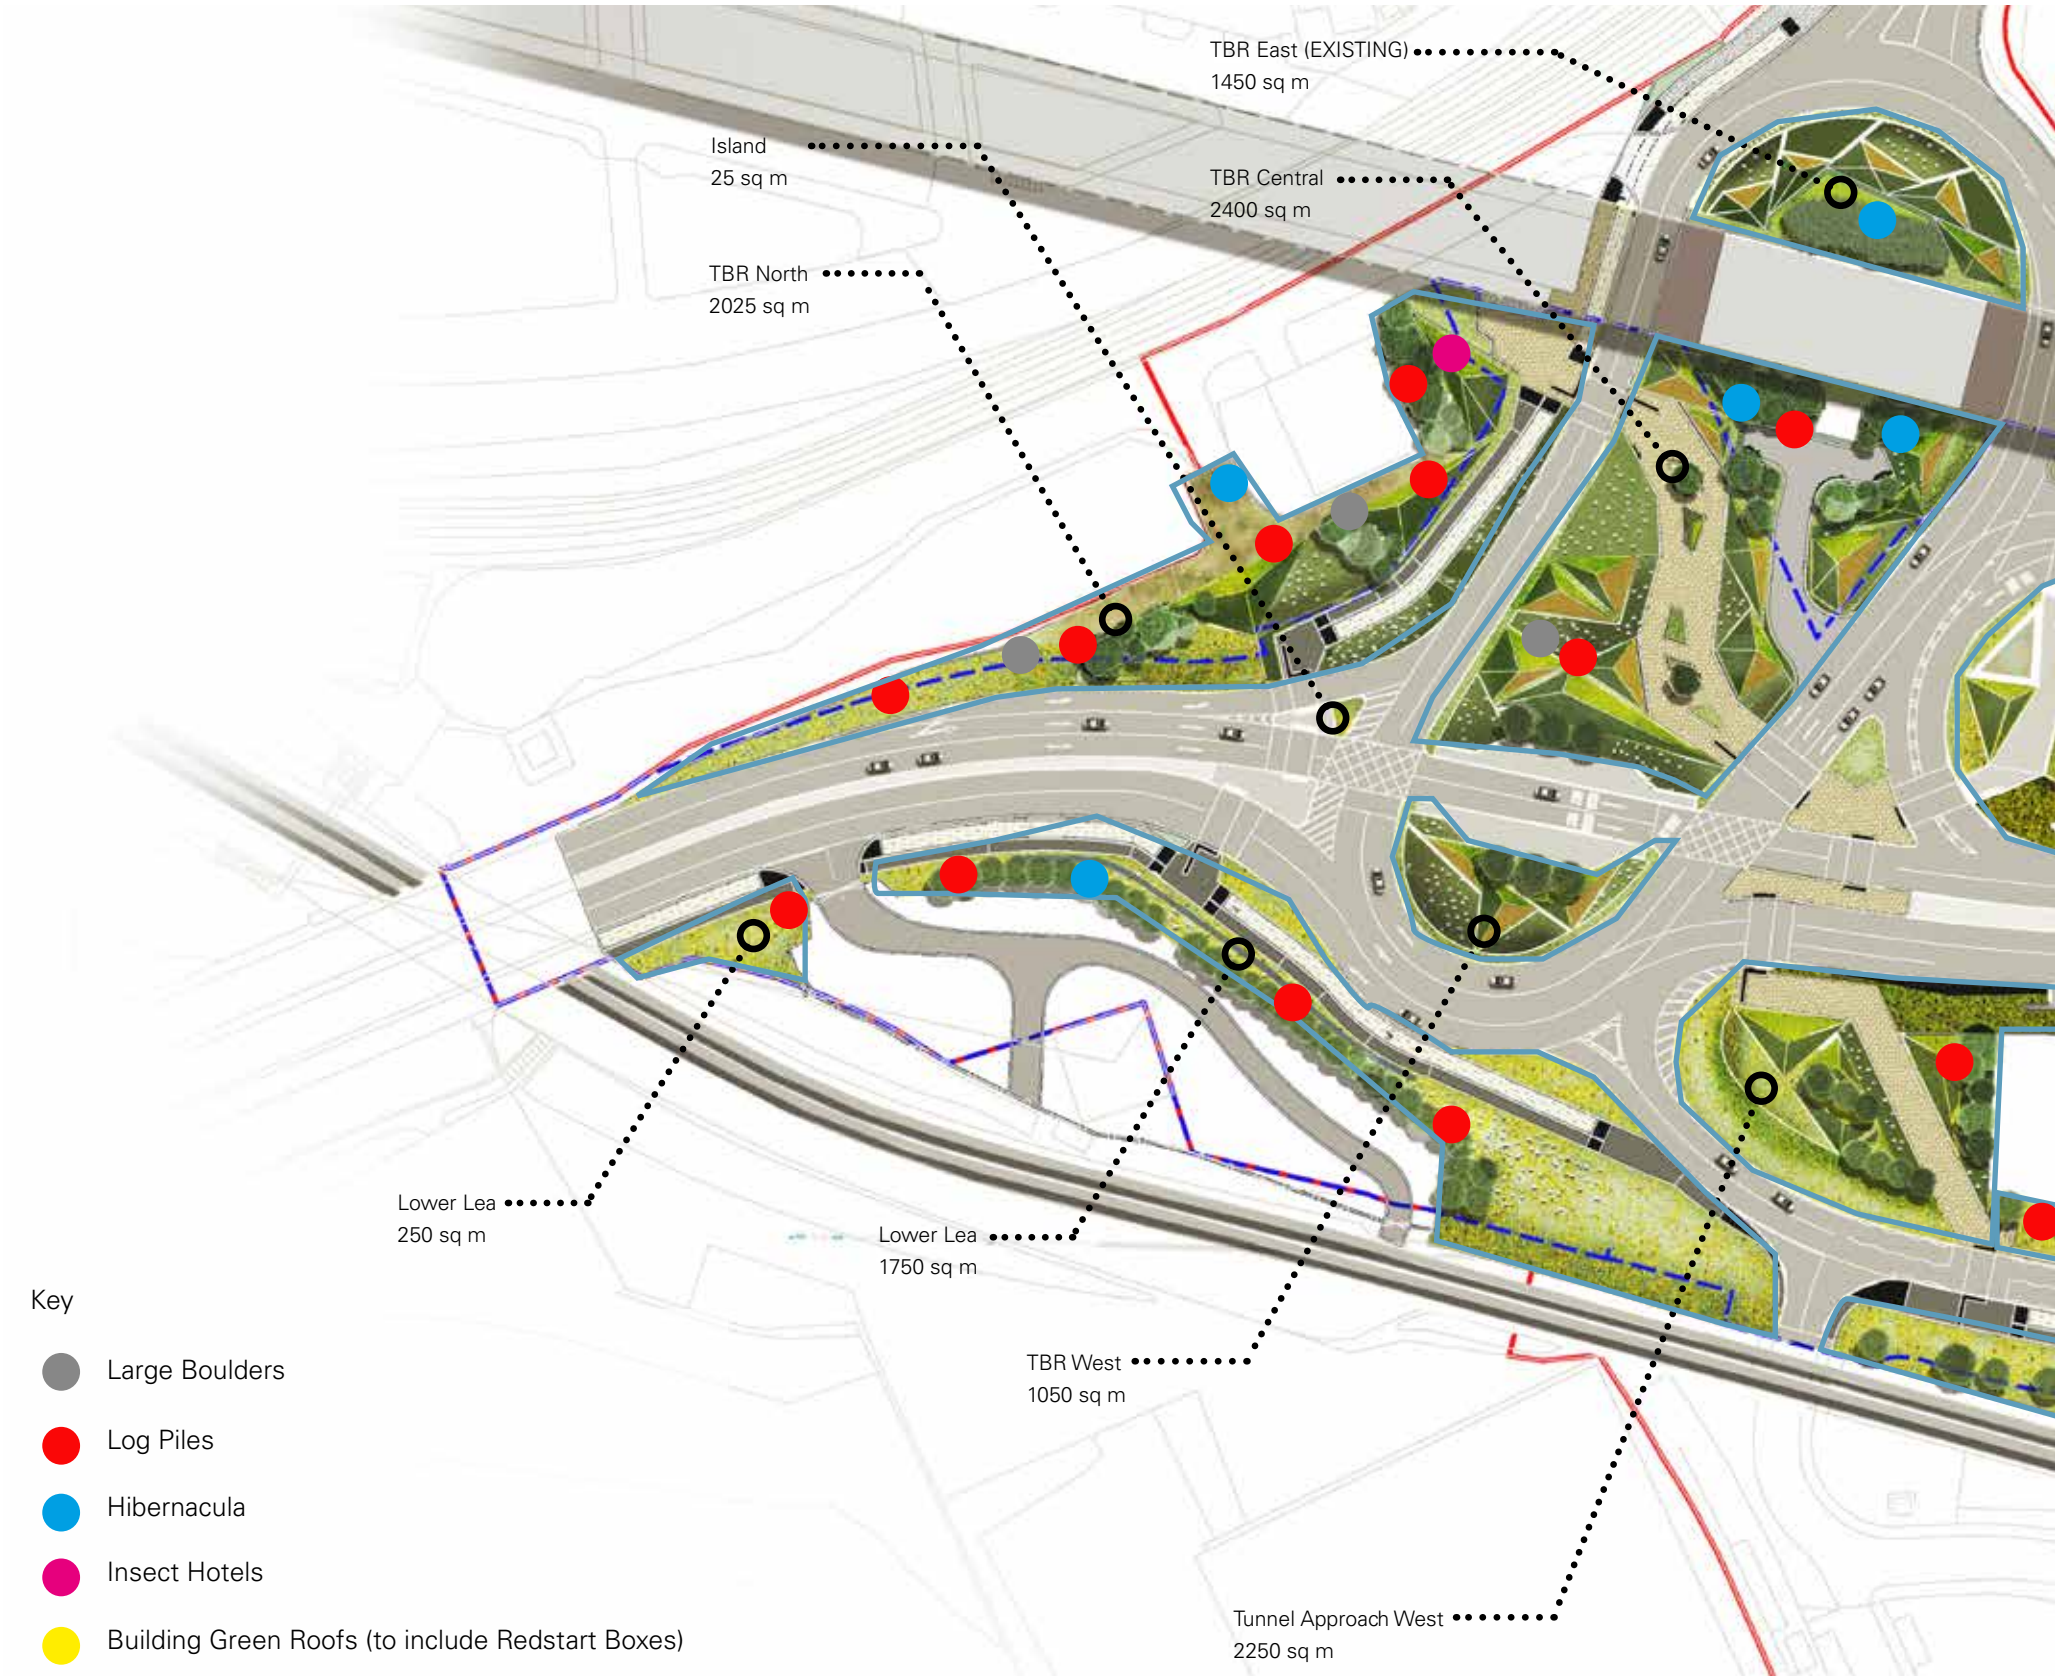 TBR East (EXISTING)
1450 sq m
Island
25 sq m
TBR Central
2400 sq m
TBR North
2025 sq m
Lower Lea
250 sq m
Lower Lea
1750 sq m
TBR West
1050 sq m
Tunnel Approach West
2250 sq m
Key
Large Boulders
Log Piles
Hibernacula
Insect Hotels
Building Green Roofs (to include Redstart Boxes)